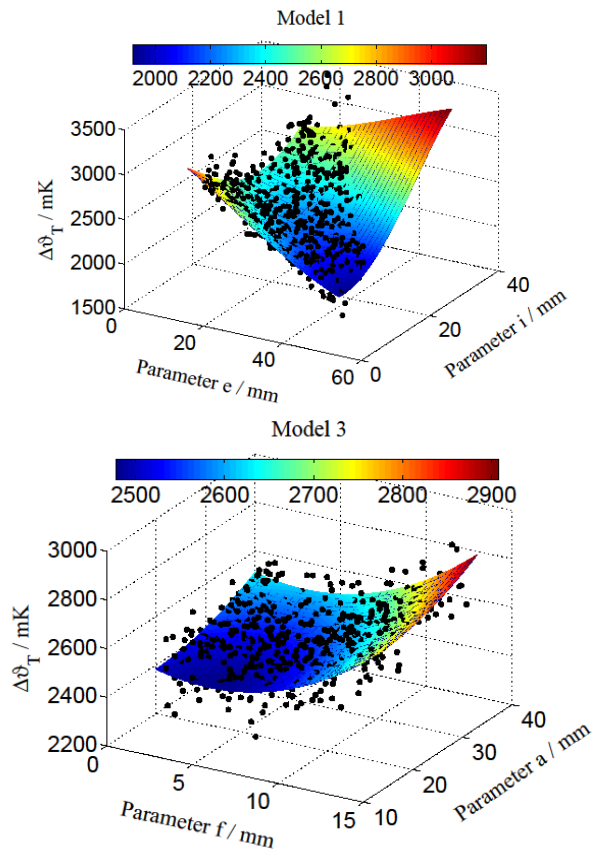 Model 1
2000 2200 2400 2600 2800 3000
3500
3000
2500
2000
1500
Δϑ_T / mK
0
20
40
60
Parameter e / mm
0
20
40
Parameter i / mm
Model 3
2500 2600 2700 2800 2900
3000
2800
2600
2400
2200
Δϑ_T / mK
0
5
10
15
Parameter f / mm
10
20
30
40
Parameter a / mm